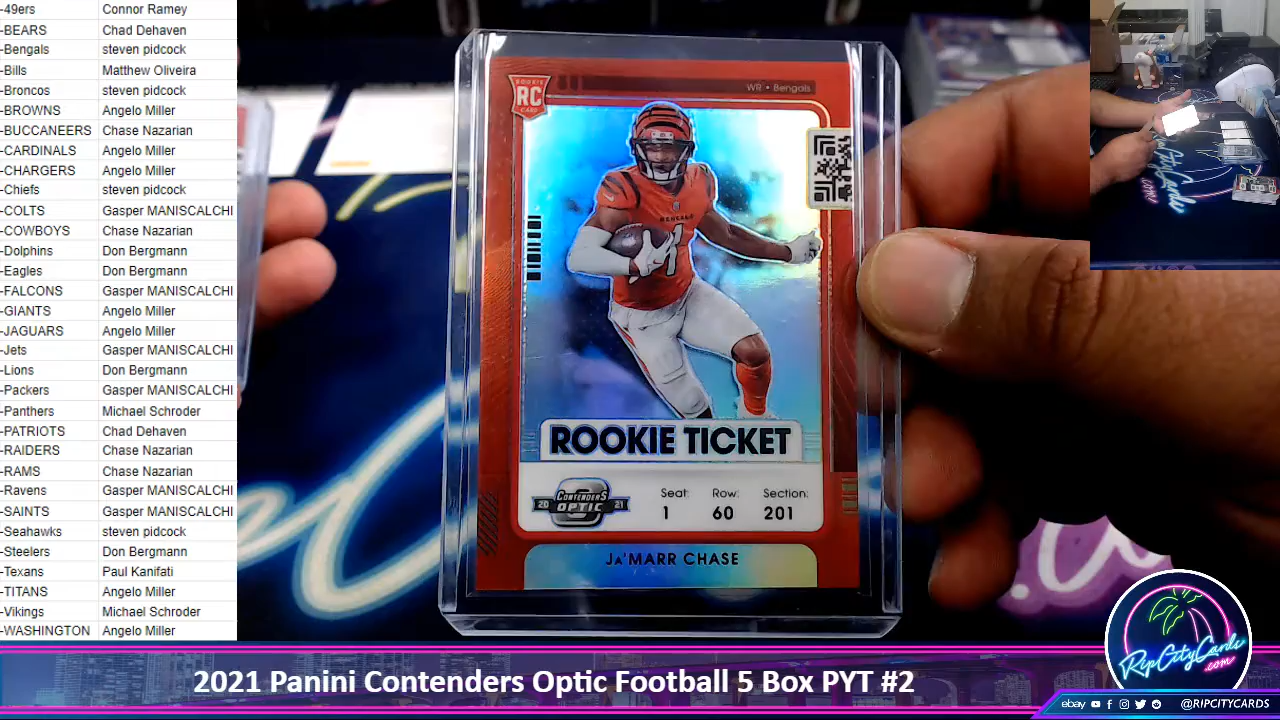 -49ers Connor Ramey
-BEARS Chad Dehaven
-Bengals steven pidcock
-Bills Matthew Oliveira
-Broncos steven pidcock
-BROWNS Angelo Miller
-BUCCANEERS Chase Nazarian
-CARDINALS Angelo Miller
-CHARGERS Angelo Miller
-Chiefs steven pidcock
-COLTS Gasper MANISCALCHI
-COWBOYS Chase Nazarian
-Dolphins Don Bergmann
-Eagles Don Bergmann
-FALCONS Gasper MANISCALCHI
-GIANTS Angelo Miller
-JAGUARS Angelo Miller
-Jets Gasper MANISCALCHI
-Lions Don Bergmann
-Packers Gasper MANISCALCHI
-Panthers Michael Schroder
-PATRIOTS Chad Dehaven
-RAIDERS Chase Nazarian
-RAMS Chase Nazarian
-Ravens Gasper MANISCALCHI
-SAINTS Gasper MANISCALCHI
-Seahawks steven pidcock
-Steelers Don Bergmann
-Texans Paul Kanifati
-TITANS Angelo Miller
-Vikings Michael Schroder
-WASHINGTON Angelo Miller
ROOKIE
RC
CARD
WR • Bengals
BENGALS
1
ROOKIE TICKET
20 CONTENDERS OPTIC 21
Seat: Row: Section:
1 60 201
JA'MARR CHASE
RipCityCards
.com
2021 Panini Contenders Optic Football 5 Box PYT #2
ebay @RIPCITYCARDS